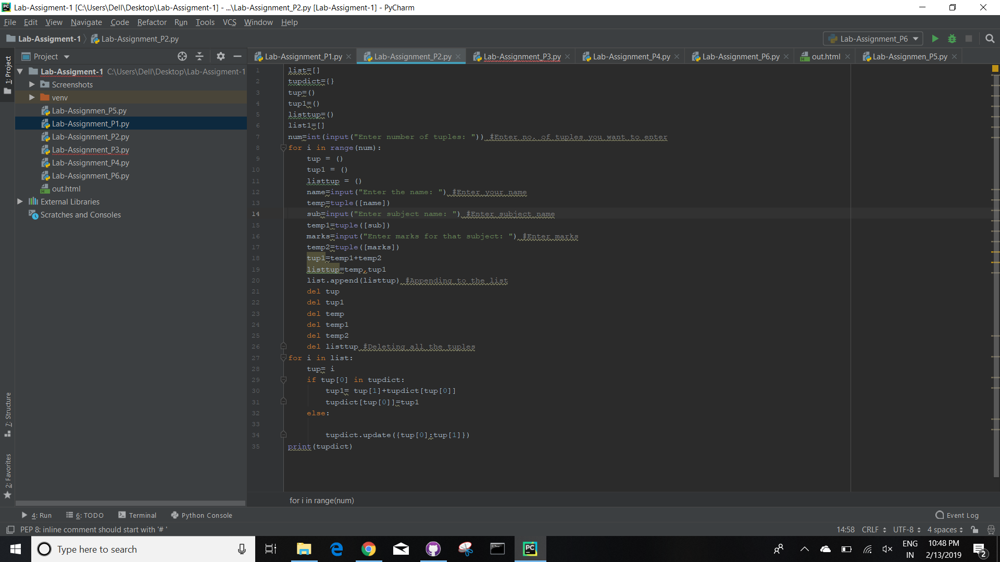 Lab-Assigment-1 [C:\Users\Dell\Desktop\Lab-Assigment-1] - ...\Lab-Assignment_P2.py [Lab-Assigment-1] - PyCharm
File Edit View Navigate Code Refactor Run Tools VCS Window Help
Lab-Assigment-1 Lab-Assignment_P2.py Lab-Assignment_P6
Project
Lab-Assignment_P1.py Lab-Assignment_P2.py Lab-Assignment_P3.py Lab-Assignment_P4.py Lab-Assignment_P6.py out.html Lab-Assignmen_P5.py
1: Project
7: Structure
2: Favorites
Lab-Assigment-1 C:\Users\Dell\Desktop\Lab-Assigment-1
Screenshots
venv
Lab-Assignmen_P5.py
Lab-Assignment_P1.py
Lab-Assignment_P2.py
Lab-Assignment_P3.py
Lab-Assignment_P4.py
Lab-Assignment_P6.py
out.html
External Libraries
Scratches and Consoles
1 list=[]
2 tupdict={}
3 tup=()
4 tup1=()
5 listtup=()
6 list1=[]
7 num=int(input("Enter number of tuples: ")) #Enter no. of tuples you want to enter
8 for i in range(num):
9 tup = ()
10 tup1 = ()
11 listtup = ()
12 name=input("Enter the name: ") #Enter your name
13 temp=tuple([name])
14 sub=input("Enter subject name: ") #Enter subject name
15 temp1=tuple([sub])
16 marks=input("Enter marks for that subject: ") #Enter marks
17 temp2=tuple([marks])
18 tup1=temp1+temp2
19 listtup=temp,tup1
20 list.append(listtup) #Appending to the list
21 del tup
22 del tup1
23 del temp
24 del temp1
25 del temp2
26 del listtup #Deleting all the tuples
27 for i in list:
28 tup= i
29 if tup[0] in tupdict:
30 tup1= tup[1]+tupdict[tup[0]]
31 tupdict[tup[0]]=tup1
32 else:
33
34 tupdict.update({tup[0]:tup[1]})
35 print(tupdict)
for i in range(num)
4: Run 6: TODO Terminal Python Console Event Log
PEP 8: inline comment should start with '# ' 14:58 CRLF UTF-8 4 spaces
Type here to search
PC
ENG
IN
10:48 PM
2/13/2019
2